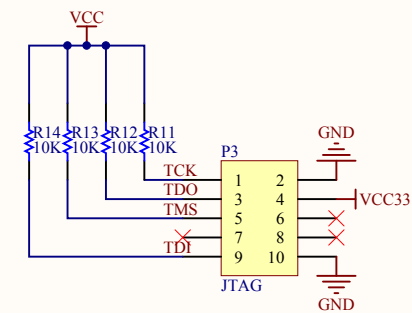 VCC
R14 R13 R12 R11
10K 10K 10K 10K
P3
GND
TCK 1 2
TDO 3 4 VCC33
TMS 5 6
7 8
TDI 9 10
JTAG
GND